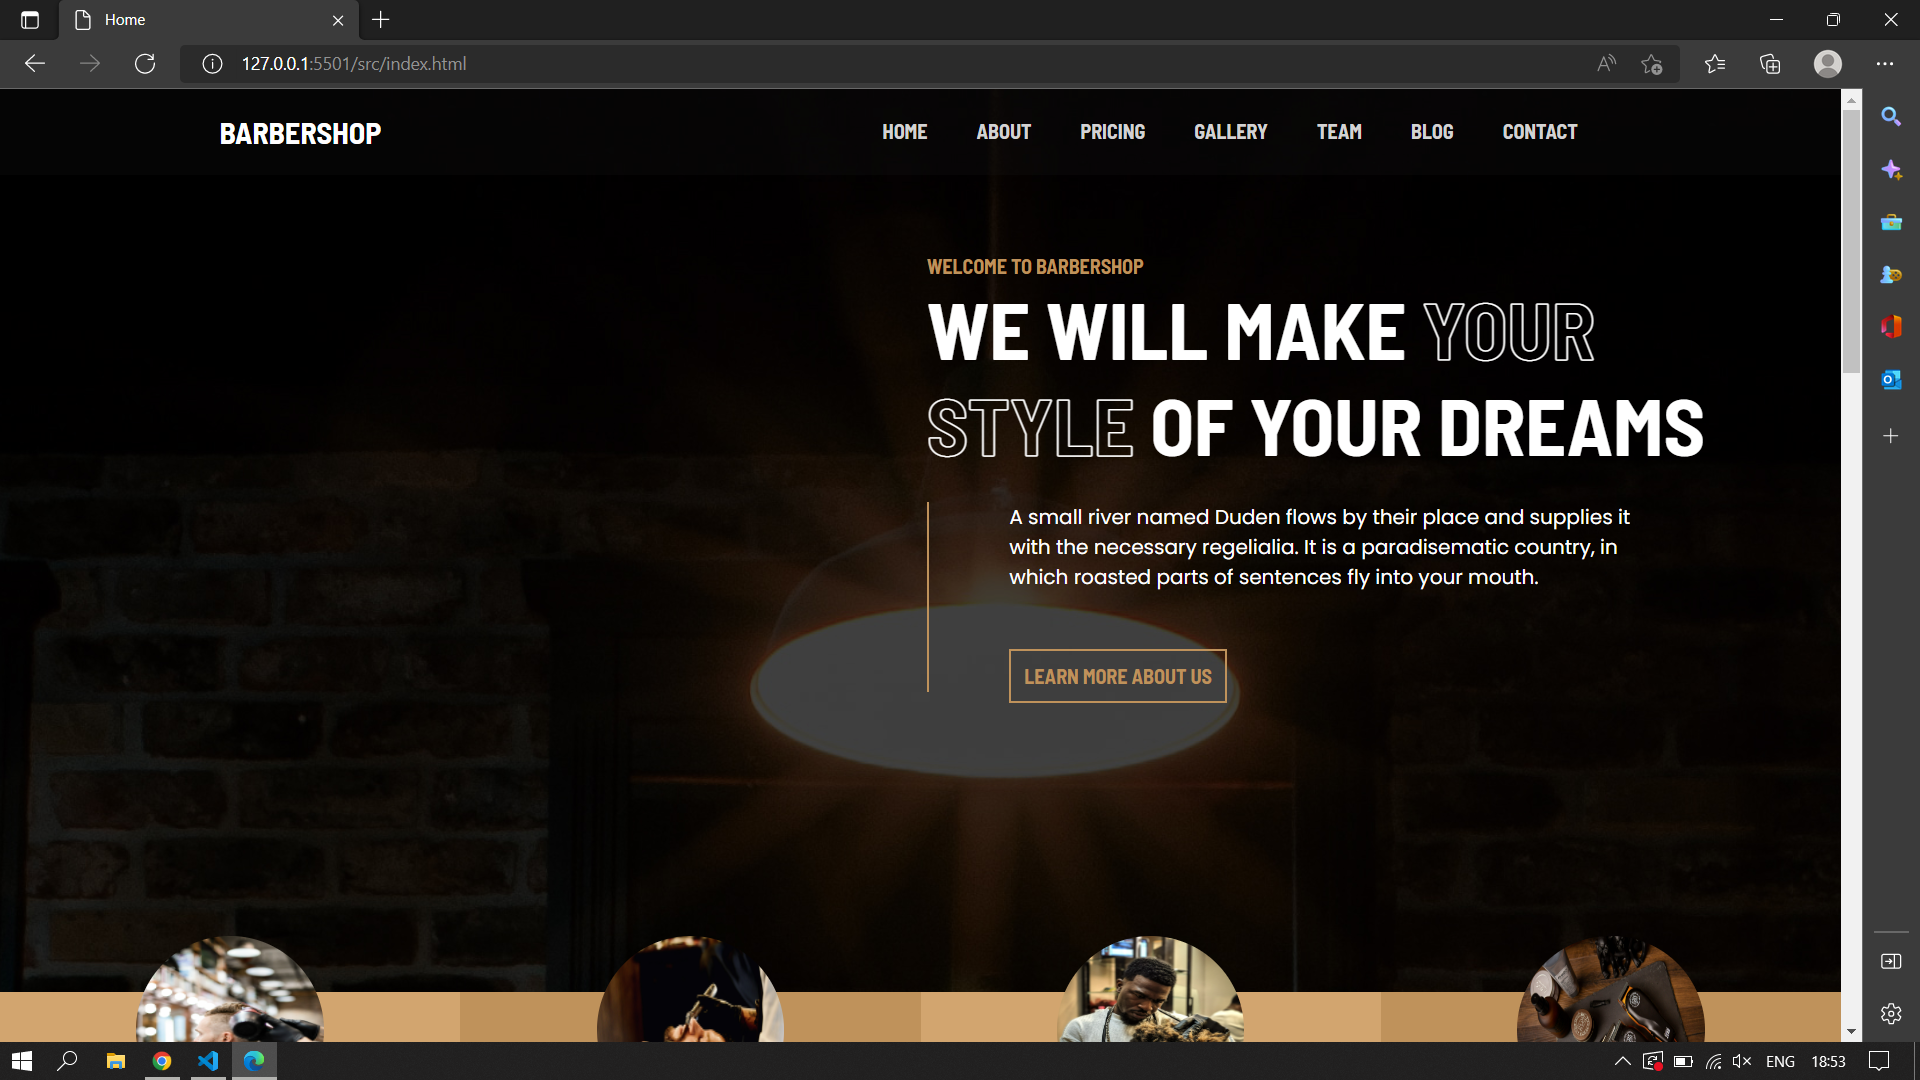 Home
127.0.0.1:5501/src/index.html
BARBERSHOP
HOME ABOUT PRICING GALLERY TEAM BLOG CONTACT
WELCOME TO BARBERSHOP
WE WILL MAKE YOUR
STYLE OF YOUR DREAMS
A small river named Duden flows by their place and supplies it
with the necessary regelialia. It is a paradisematic country, in
which roasted parts of sentences fly into your mouth.
LEARN MORE ABOUT US
ENG 18:53